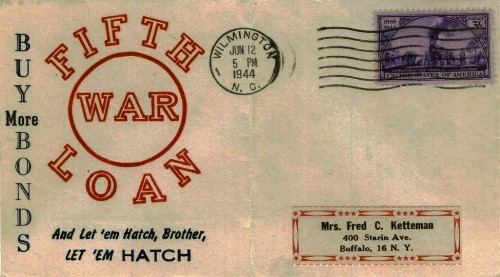 BUY
More
BONDS
FIFTH
WAR
LOAN
And Let 'em Hatch, Brother,
LET 'EM HATCH
WILMINGTON
JUN 12
5 PM
1944
N. C.
1869
3¢
UNITED STATES OF AMERICA
Mrs. Fred C. Ketteman
400 Starin Ave.
Buffalo, 16 N. Y.